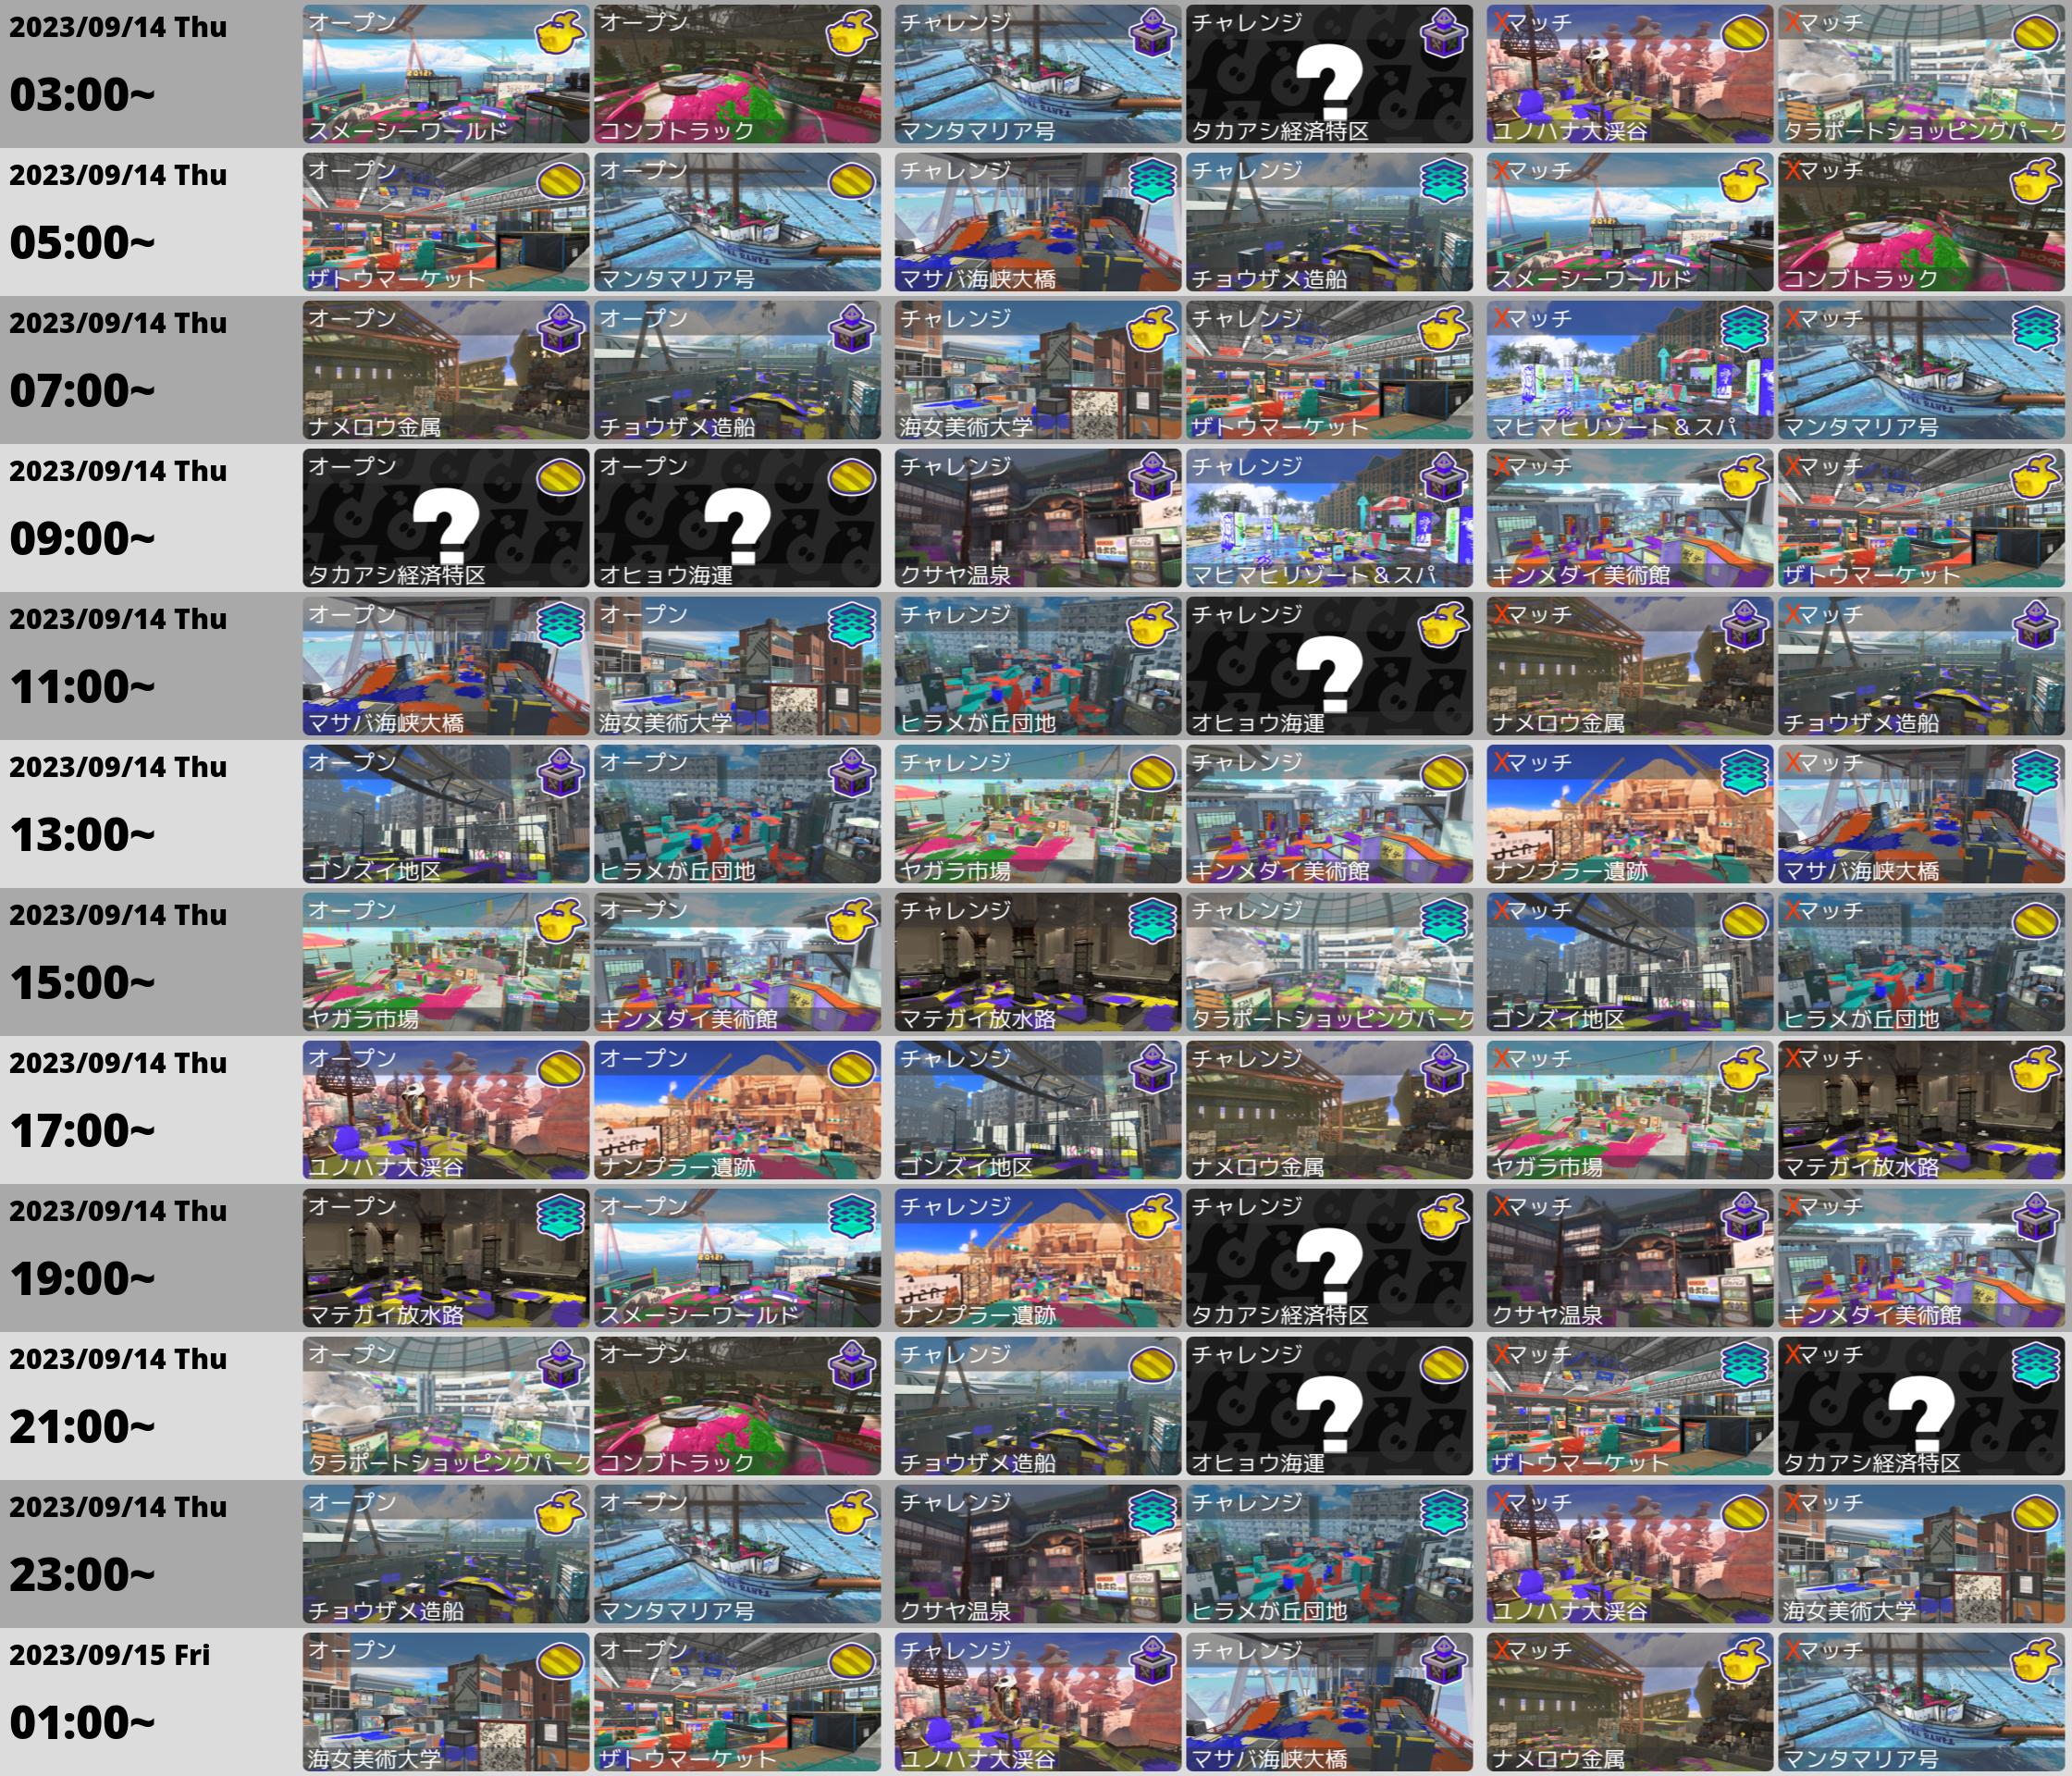 2023/09/14 Thu
03:00~
オープン オープン チャレンジ チャレンジ Xマッチ Xマッチ
スメーシーワールド コンブトラック マンタマリア号 タカアシ経済特区 ユノハナ大渓谷 タラポートショッピングパーク
2023/09/14 Thu
05:00~
オープン オープン チャレンジ チャレンジ Xマッチ Xマッチ
ザトウマーケット マンタマリア号 マサバ海峡大橋 チョウザメ造船 スメーシーワールド コンブトラック
2023/09/14 Thu
07:00~
オープン オープン チャレンジ チャレンジ Xマッチ Xマッチ
ナメロウ金属 チョウザメ造船 海女美術大学 ザトウマーケット マヒマヒリゾート＆スパ マンタマリア号
2023/09/14 Thu
09:00~
オープン オープン チャレンジ チャレンジ Xマッチ Xマッチ
タカアシ経済特区 オヒョウ海運 クサヤ温泉 マヒマヒリゾート＆スパ キンメダイ美術館 ザトウマーケット
2023/09/14 Thu
11:00~
オープン オープン チャレンジ チャレンジ Xマッチ Xマッチ
マサバ海峡大橋 海女美術大学 ヒラメが丘団地 オヒョウ海運 ナメロウ金属 チョウザメ造船
2023/09/14 Thu
13:00~
オープン オープン チャレンジ チャレンジ Xマッチ Xマッチ
ゴンズイ地区 ヒラメが丘団地 ヤガラ市場 キンメダイ美術館 ナンプラー遺跡 マサバ海峡大橋
2023/09/14 Thu
15:00~
オープン オープン チャレンジ チャレンジ Xマッチ Xマッチ
ヤガラ市場 キンメダイ美術館 マテガイ放水路 タラポートショッピングパーク ゴンズイ地区 ヒラメが丘団地
2023/09/14 Thu
17:00~
オープン オープン チャレンジ チャレンジ Xマッチ Xマッチ
ユノハナ大渓谷 ナンプラー遺跡 ゴンズイ地区 ナメロウ金属 ヤガラ市場 マテガイ放水路
2023/09/14 Thu
19:00~
オープン オープン チャレンジ チャレンジ Xマッチ Xマッチ
マテガイ放水路 スメーシーワールド ナンプラー遺跡 タカアシ経済特区 クサヤ温泉 キンメダイ美術館
2023/09/14 Thu
21:00~
オープン オープン チャレンジ チャレンジ Xマッチ Xマッチ
タラポートショッピングパーク コンブトラック チョウザメ造船 オヒョウ海運 ザトウマーケット タカアシ経済特区
2023/09/14 Thu
23:00~
オープン オープン チャレンジ チャレンジ Xマッチ Xマッチ
チョウザメ造船 マンタマリア号 クサヤ温泉 ヒラメが丘団地 ユノハナ大渓谷 海女美術大学
2023/09/15 Fri
01:00~
オープン オープン チャレンジ チャレンジ Xマッチ Xマッチ
海女美術大学 ザトウマーケット ユノハナ大渓谷 マサバ海峡大橋 ナメロウ金属 マンタマリア号